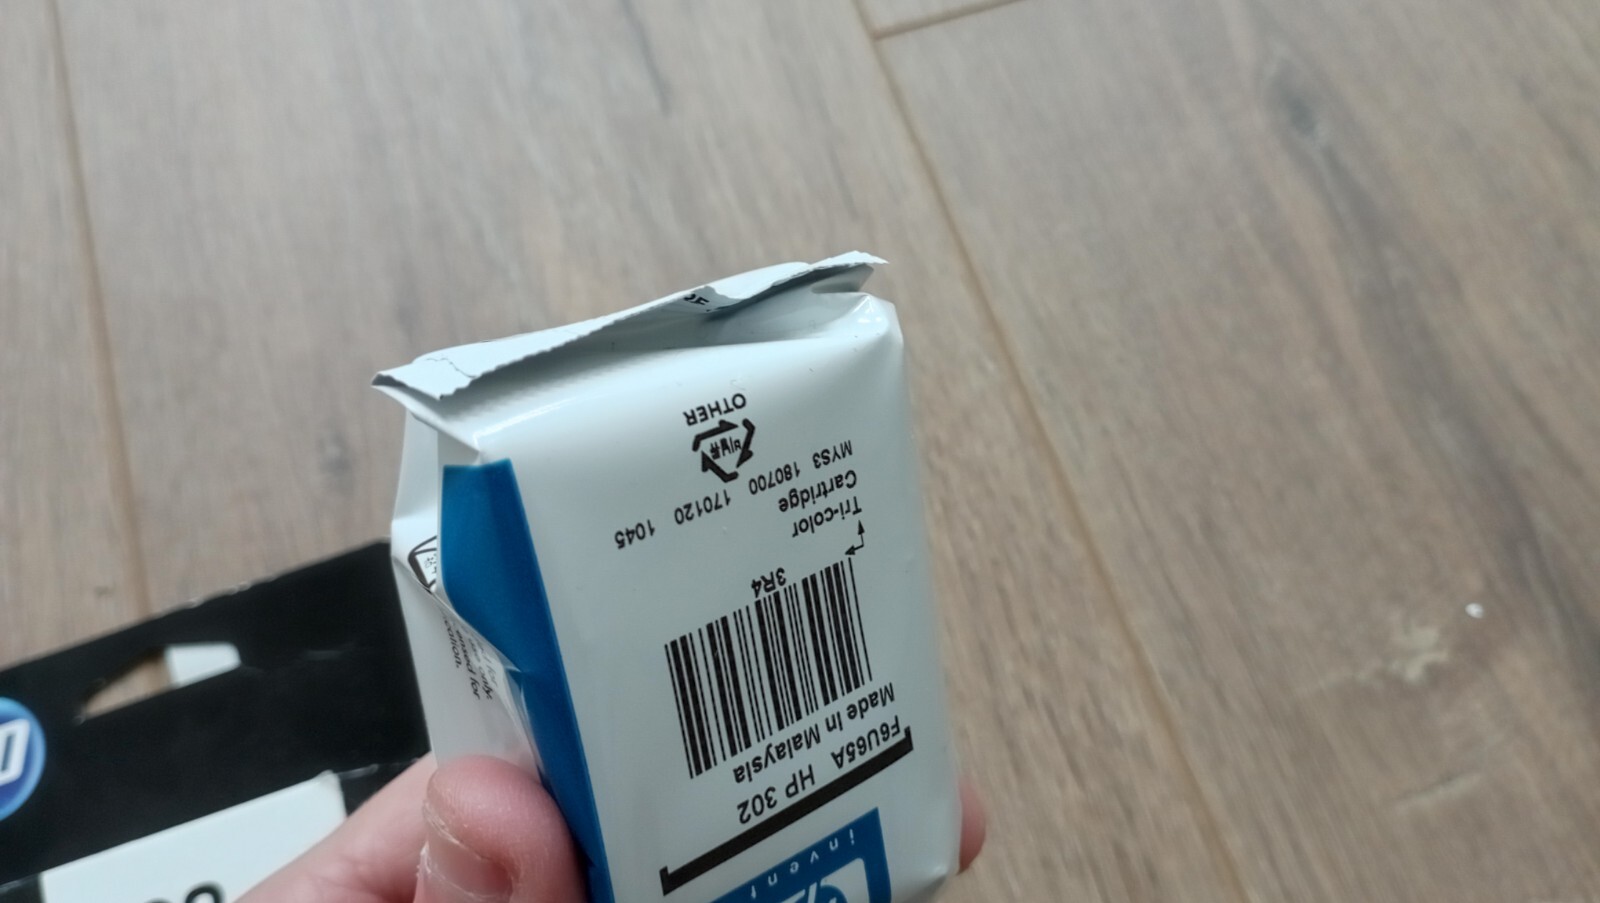 invent
F6U65A HP 302
Made in Malaysia
3R4
Tri-color
Cartridge
MYS3 180700 170120 1045
OTHER